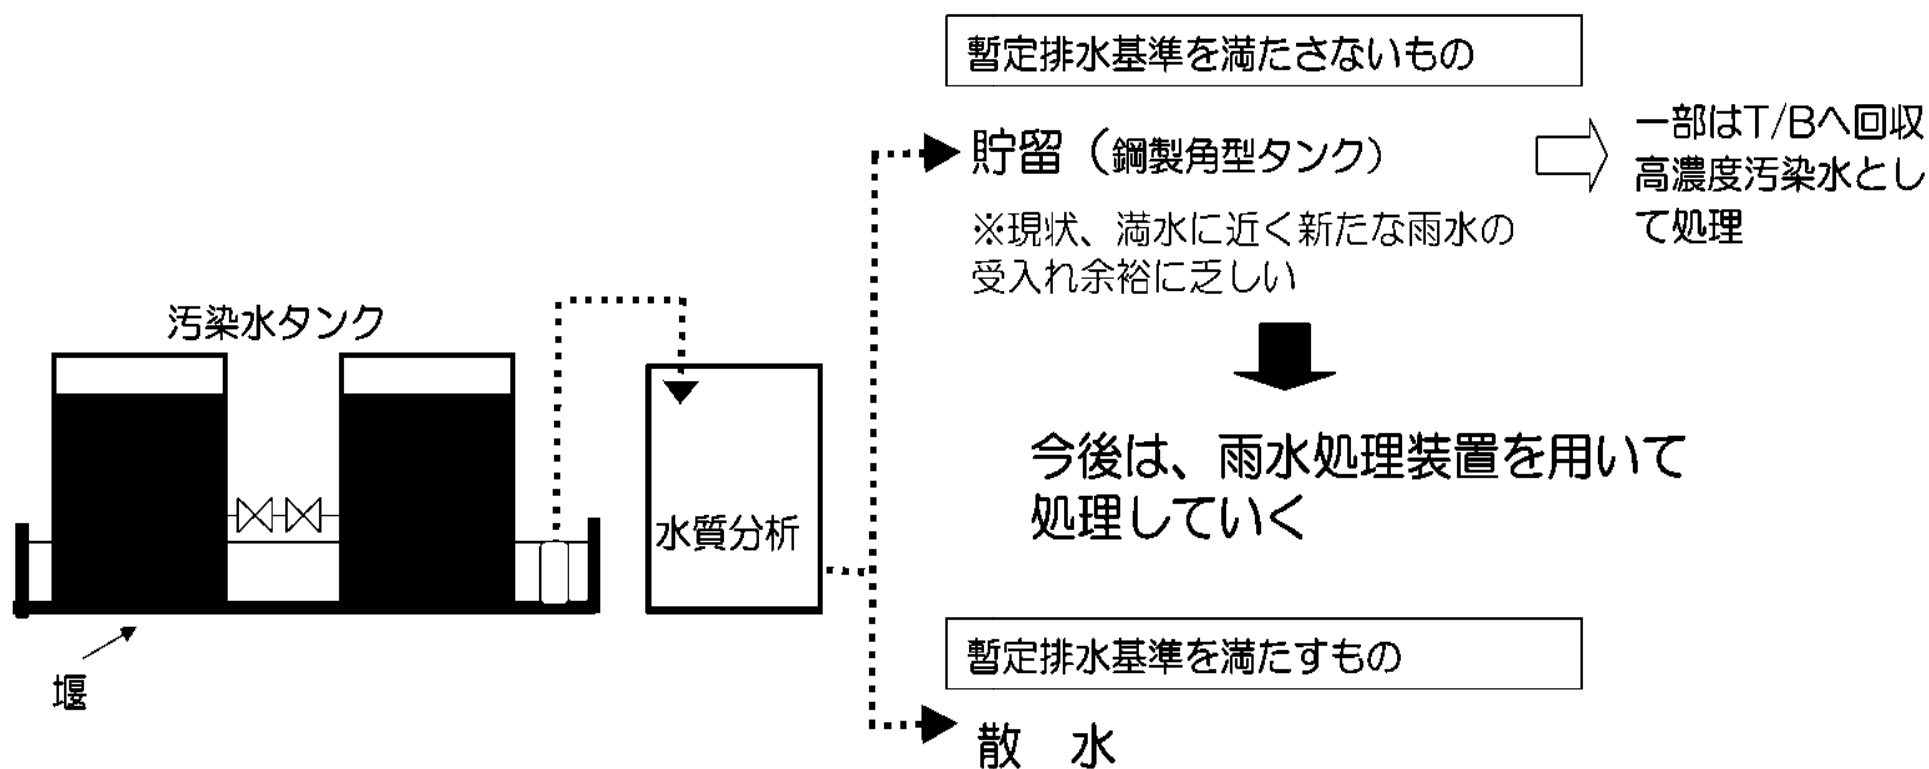 暫定排水基準を満たさないもの
貯留（鋼製角型タンク）
一部はT/Bへ回収
高濃度汚染水とし
て処理
※現状、満水に近く新たな雨水の
受入れ余裕に乏しい
汚染水タンク
今後は、雨水処理装置を用いて
処理していく
水質分析
堰
暫定排水基準を満たすもの
散　水